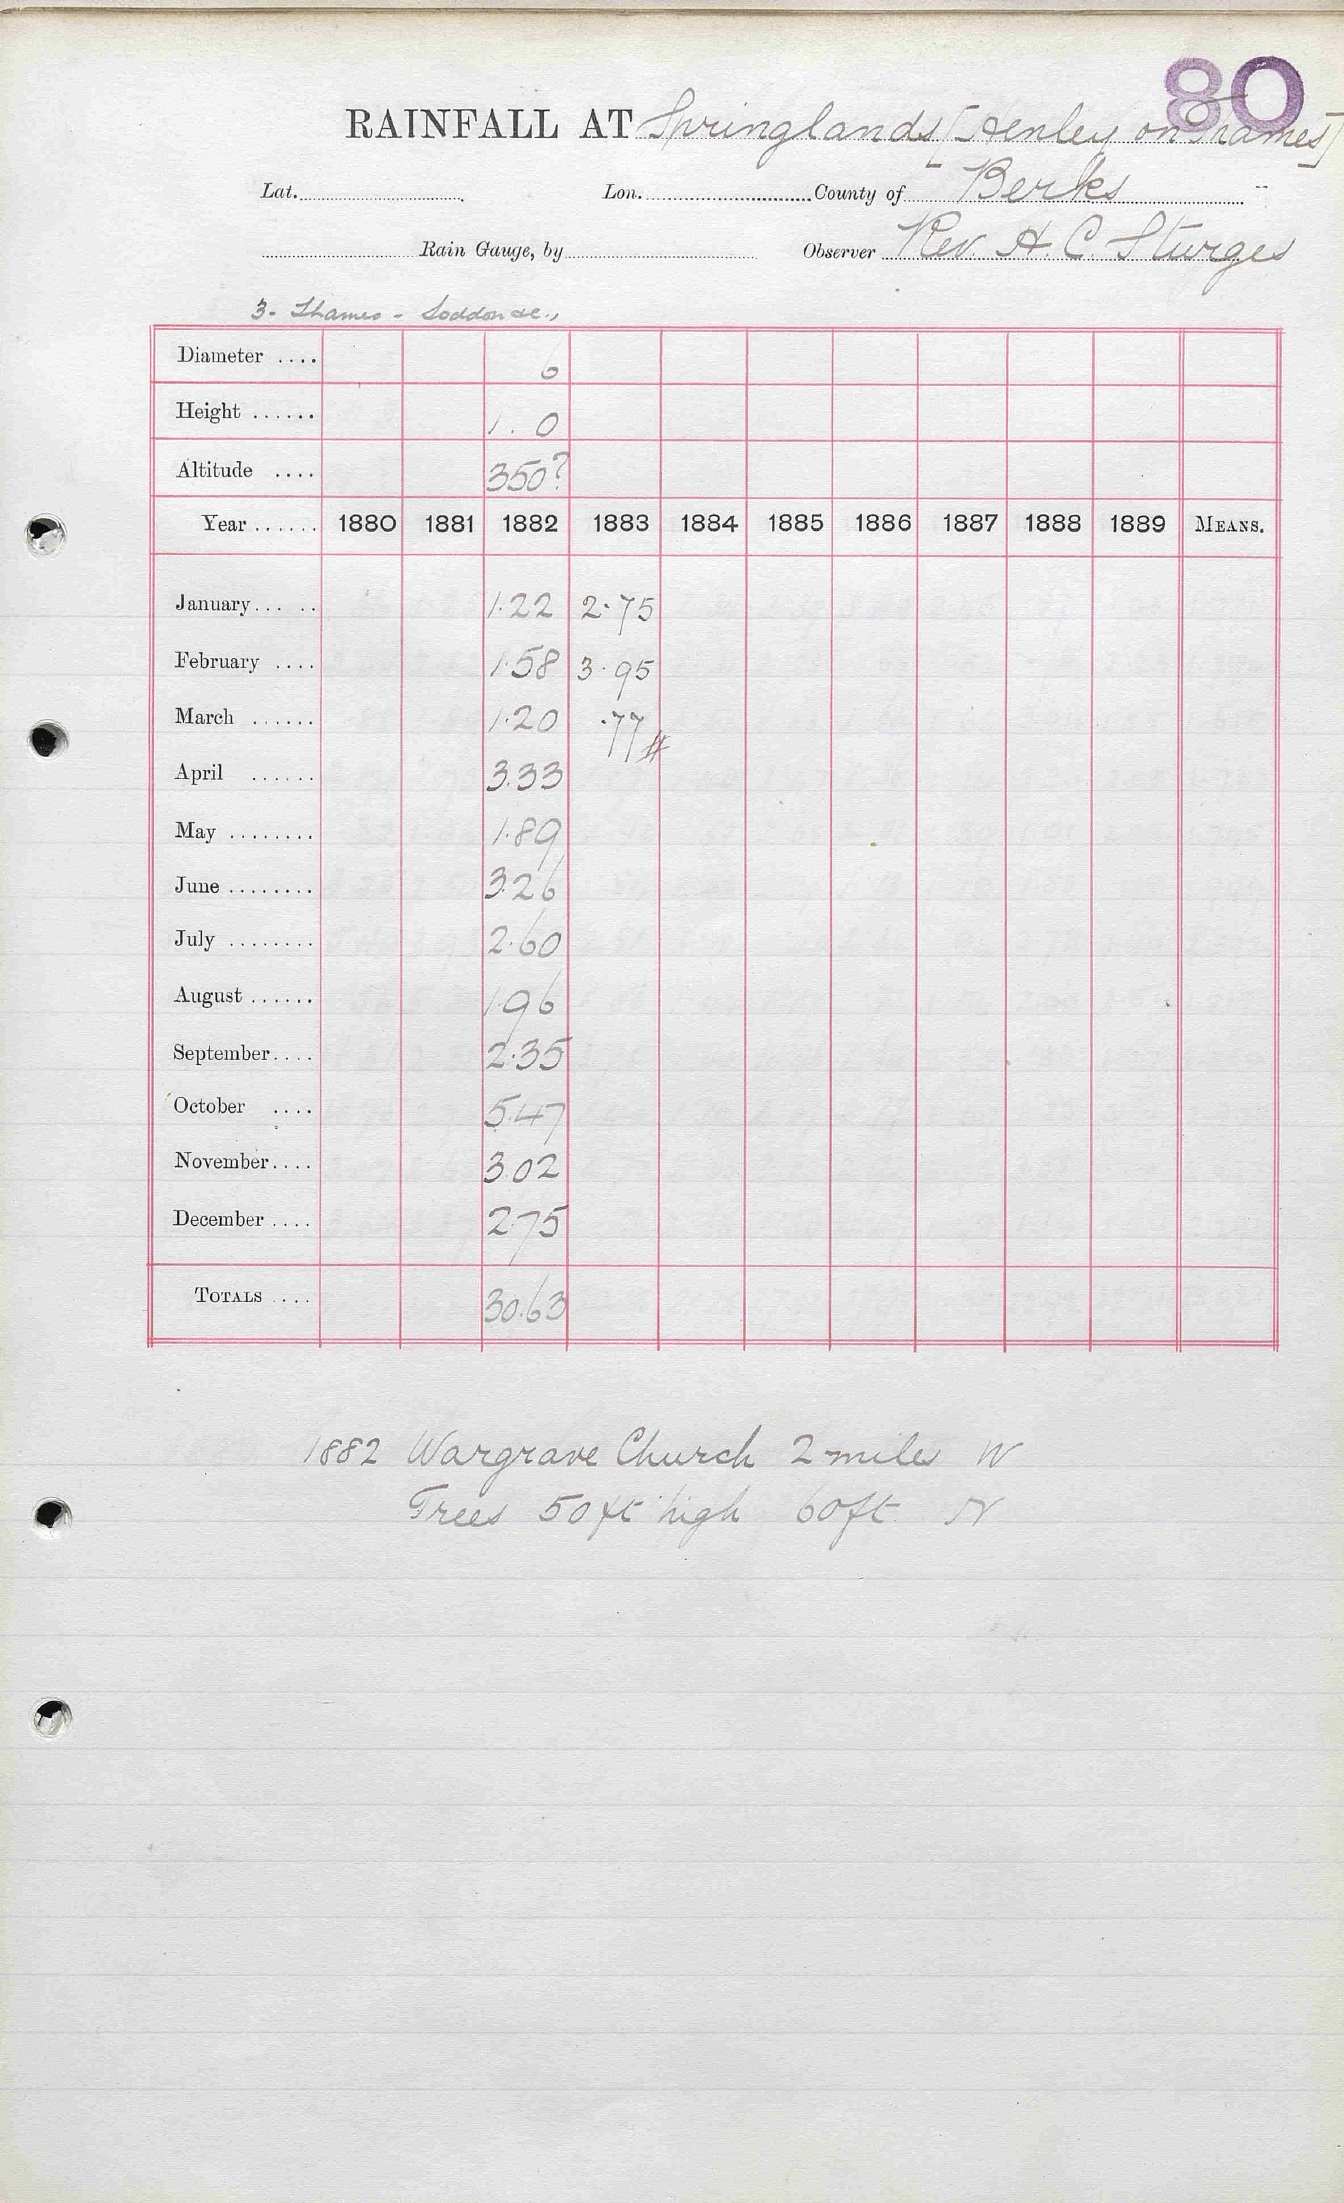 80
RAINFALL AT Springlands [Henley on Thames]
Lat. Lon. County of Berks
Rain Gauge, by Observer Rev. H. C. Sturges
3. Thames - Loddon &c.,
Diameter .... 6
Height ...... 1. 0
Altitude .... 350?
Year ...... 1880 1881 1882 1883 1884 1885 1886 1887 1888 1889 MEANS.
January... .. 1.22 2.75
February .... 1.58 3.95
March ...... 1.20 .77 #
April ...... 3.33
May ........ 1.89
June ........ 3.26
July ........ 2.60
August ...... 1.96
September.... 2.35
October .... 5.47
November.... 3.02
December .... 2.75
TOTALS .... 30.63
1882 Wargrave Church 2 miles W
Trees 50ft high 60ft N